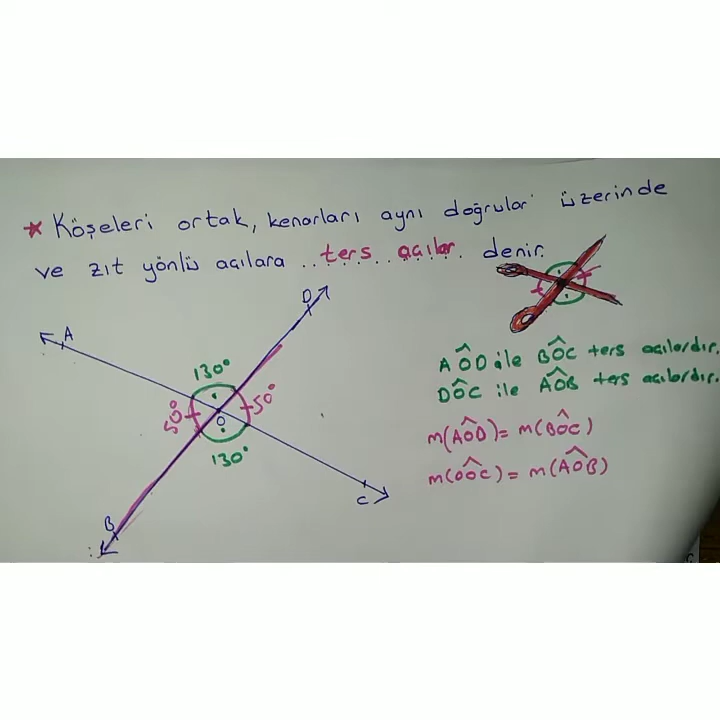 * Köşeleri ortak, kenarları aynı doğrular üzerinde
ve zıt yönlü açılara ..ters açılar. denir.
D
A
130°
50°
50°
O
130°
B
C
AÔD ile BÔC ters açılardır.
DÔC ile AÔB ters açılardır.
m(AÔD) = m(BÔC)
m(DÔC) = m(AÔB)